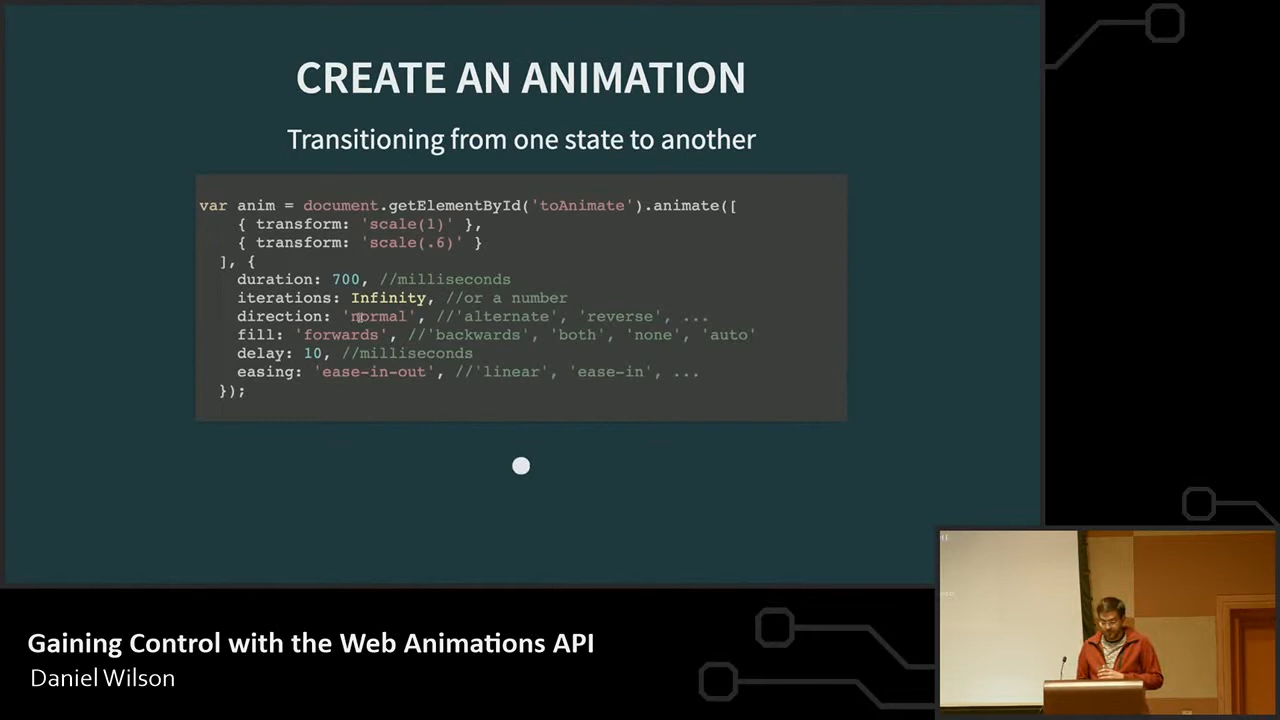 CREATE AN ANIMATION
Transitioning from one state to another
var anim = document.getElementById('toAnimate').animate([
    { transform: 'scale(1)' },
    { transform: 'scale(.6)' }
  ], {
    duration: 700, //milliseconds
    iterations: Infinity, //or a number
    direction: 'normal', //'alternate', 'reverse', ...
    fill: 'forwards', //'backwards', 'both', 'none', 'auto'
    delay: 10, //milliseconds
    easing: 'ease-in-out', //'linear', 'ease-in', ...
  });
Gaining Control with the Web Animations API
Daniel Wilson